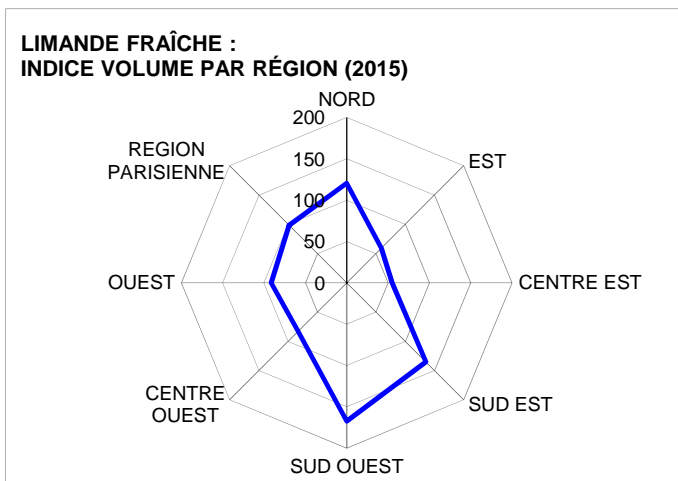 LIMANDE FRAÎCHE :
INDICE VOLUME PAR RÉGION (2015)
NORD
200
150
100
50
0
EST
CENTRE EST
SUD EST
SUD OUEST
CENTRE
OUEST
OUEST
REGION
PARISIENNE